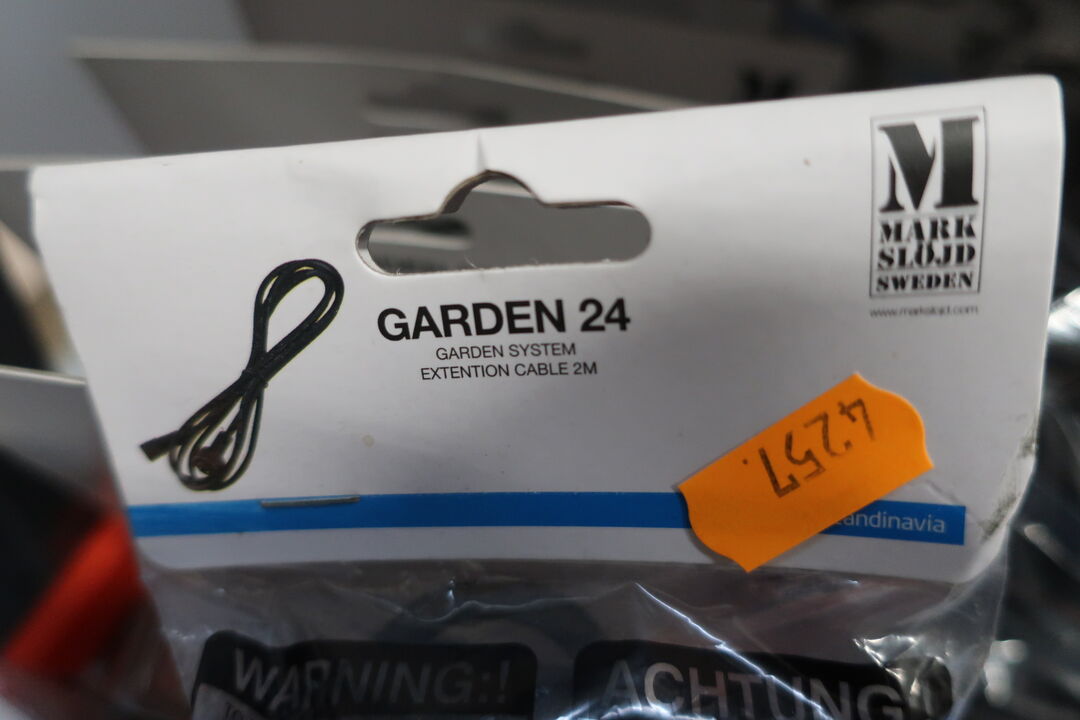 M
MARK
SLÖJD
SWEDEN
www.markslojd.com
GARDEN 24
GARDEN SYSTEM
EXTENTION CABLE 2M
4257.
andinavia
WARNING:!
ACHTUNG!